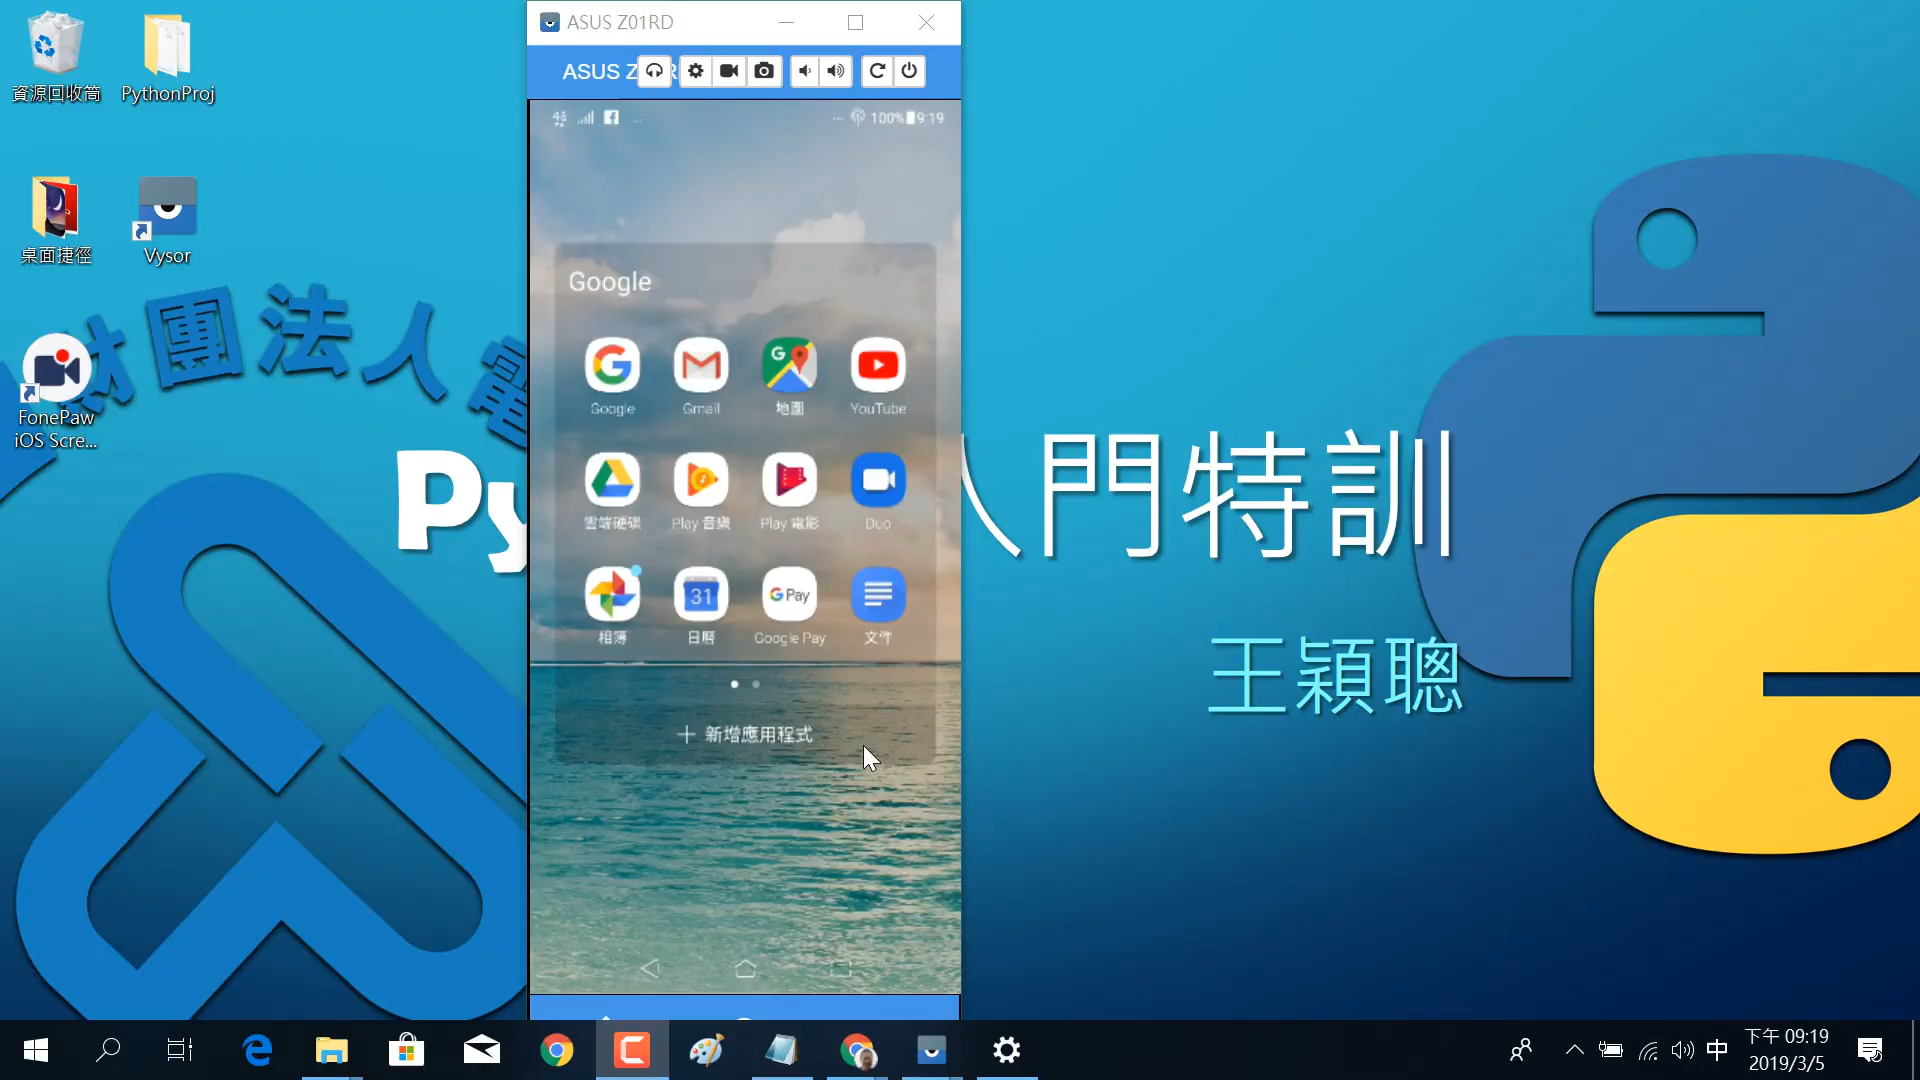 資源回收筒
PythonProj
桌面捷徑
Vysor
FonePaw
iOS Scre...
財團法人電
Py
入門特訓
王穎聰
ASUS Z01RD
ASUS Z
100% 9:19
Google
Google
Gmail
地圖
YouTube
雲端硬碟
Play 音樂
Play 電影
Duo
相簿
31
日曆
G Pay
Google Pay
文件
+ 新增應用程式
中
下午 09:19
2019/3/5